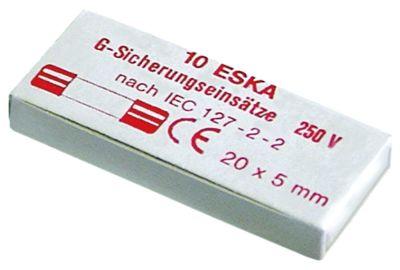 10 ESKA
G-Sicherungseinsätze 250 V
nach IEC 127-2-2
CE 20 x 5 mm